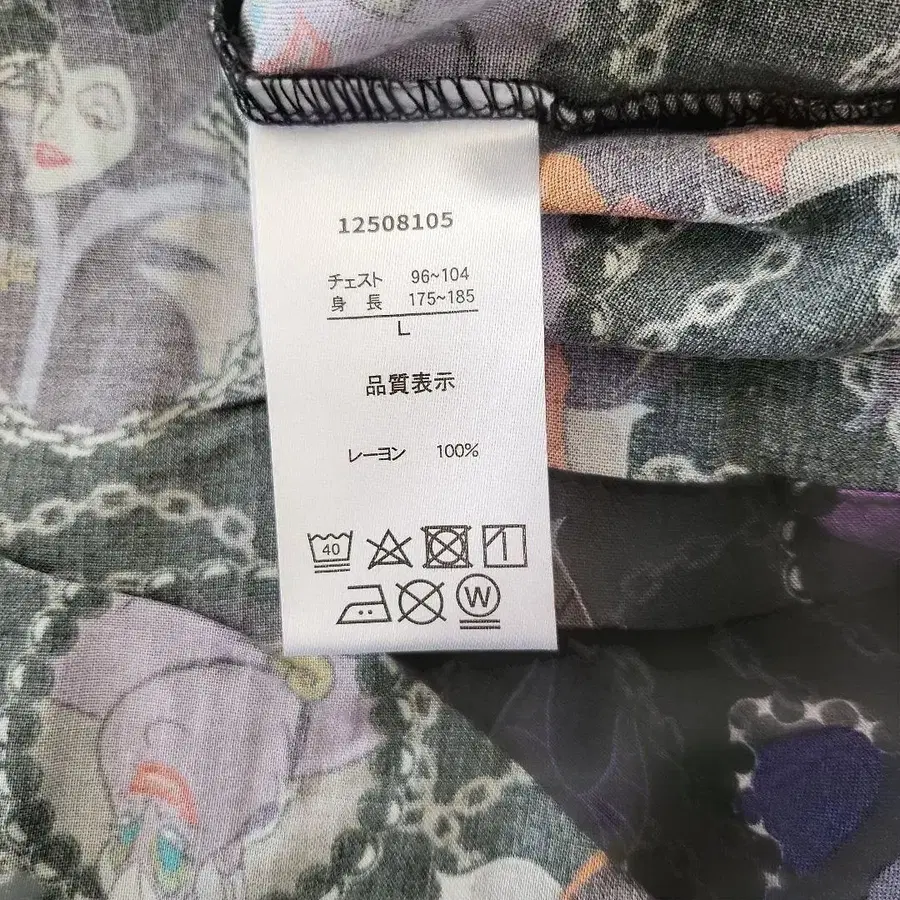 12508105
チェスト 96~104
身 長 175~185
L
品質表示
レーヨン 100%
40
W